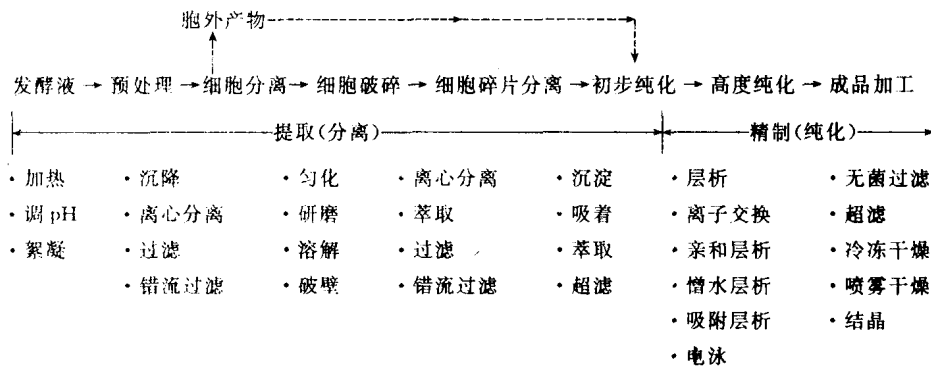 胞外产物
发酵液→预处理→细胞分离→细胞破碎→细胞碎片分离→初步纯化→高度纯化→成品加工
提取(分离) 精制(纯化)
·加热 ·沉降 ·匀化 ·离心分离 ·沉淀 ·层析 ·无菌过滤
·调pH ·离心分离 ·研磨 ·萃取 ·吸着 ·离子交换 ·超滤
·絮凝 ·过滤 ·溶解 ·过滤 ·萃取 ·亲和层析 ·冷冻干燥
·错流过滤 ·破壁 ·错流过滤 ·超滤 ·憎水层析 ·喷雾干燥
·吸附层析 ·结晶
·电泳